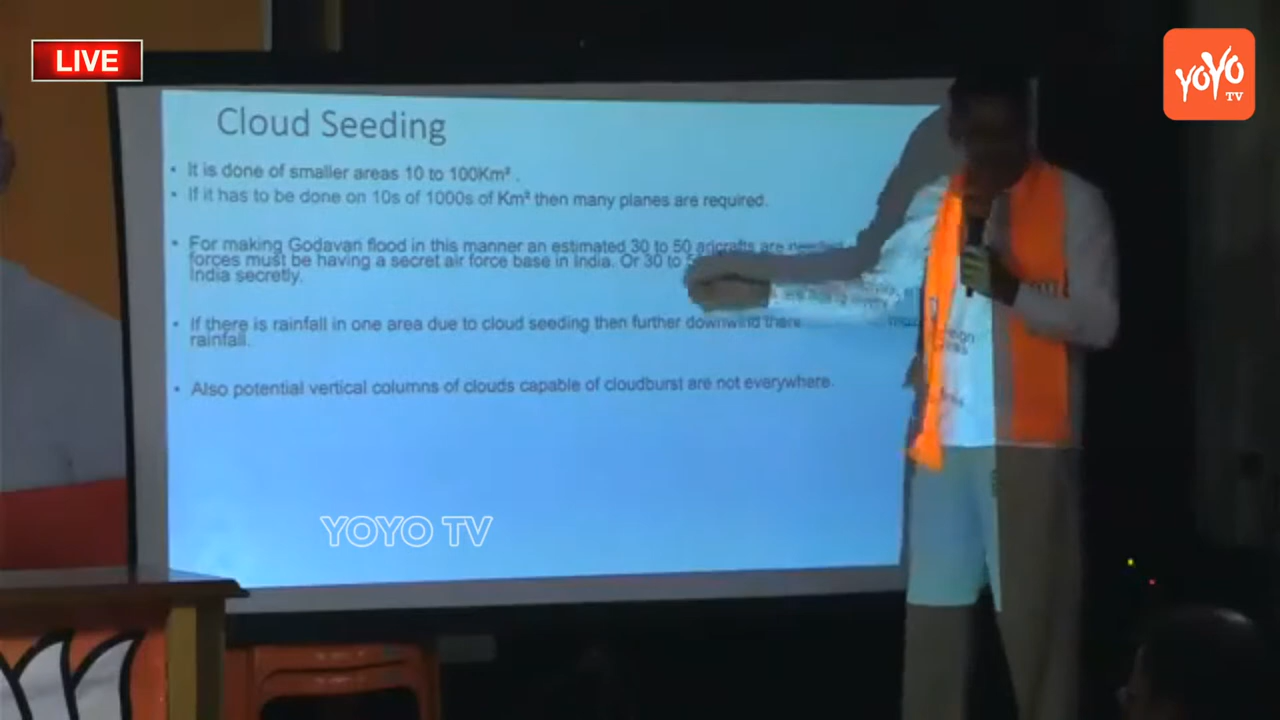 LIVE
YOYO
TV
Cloud Seeding
• It is done of smaller areas 10 to 100Km² .
• If it has to be done on 10s of 1000s of Km² then many planes are required.
• For making Godavari flood in this manner an estimated 30 to 50 aricrafts are needed
forces must be having a secret air force base in India. Or 30 to
India secretly.
• If there is rainfall in one area due to cloud seeding then further downwind there
rainfall.
• Also potential vertical columns of clouds capable of cloudburst are not everywhere.
YOYO TV